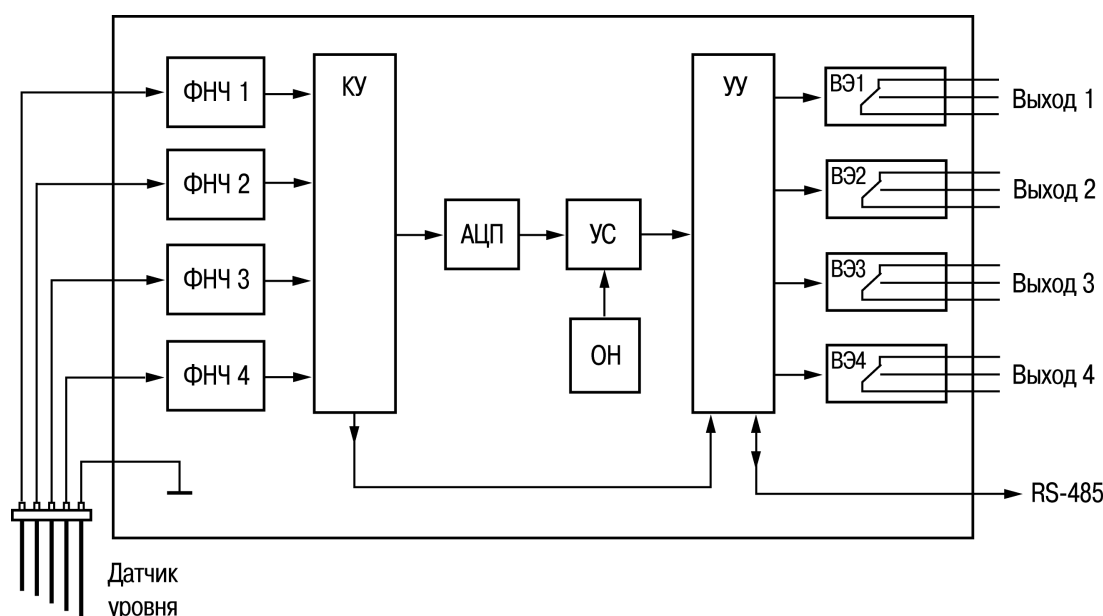 ФНЧ 1
ФНЧ 2
ФНЧ 3
ФНЧ 4
КУ
АЦП
УС
ОН
УУ
ВЭ1
ВЭ2
ВЭ3
ВЭ4
Выход 1
Выход 2
Выход 3
Выход 4
RS-485
Датчик
уровня